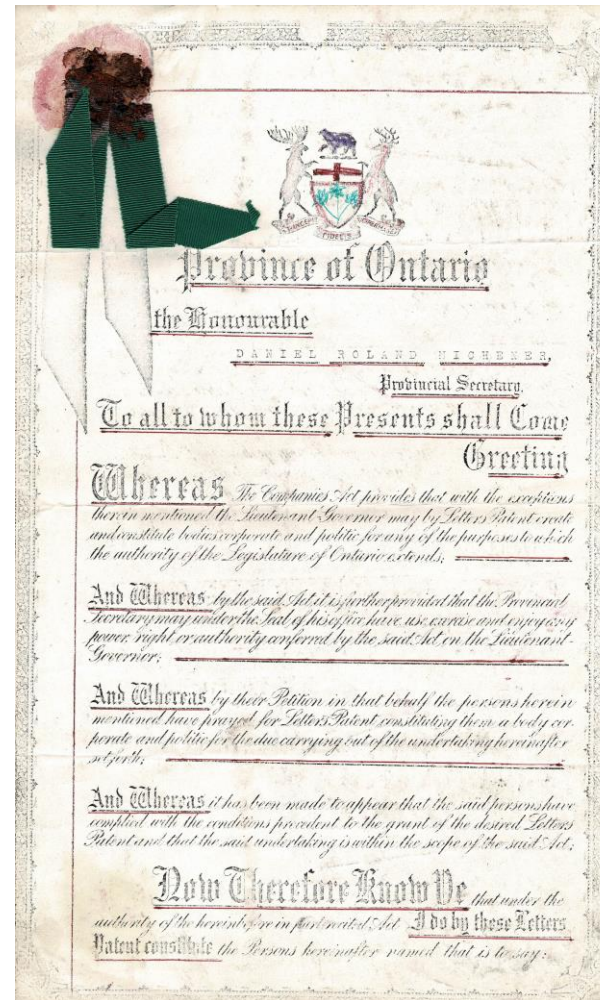 Province of Ontario
the Honourable
DANIEL ROLAND MICHENER,
Provincial Secretary,
To all to whom these Presents shall Come
Greeting
Whereas The Companies Act provides that with the exceptions
therein mentioned the Lieutenant Governor may by Letters Patent create
and constitute bodies corporate and politic for any of the purposes to which
the authority of the Legislature of Ontario extends;
And Whereas by the said Act it is further provided that the Provincial
Secretary may under the Seal of his office have use exercise and enjoy any
power right or authority conferred by the said Act on the Lieutenant
Governor;
And Whereas by their Petition in that behalf the persons herein
mentioned have prayed for Letters Patent constituting them a body cor
porate and politic for the due carrying out of the undertaking hereinafter
set forth;
And Whereas it has been made to appear that the said persons have
complied with the conditions precedent to the grant of the desired Letters
Patent and that the said undertaking is within the scope of the said Act;
Now Therefore Know Ye that under the
authority of the hereinbefore in part recited Act I do by these Letters
Patent constitute the Persons hereinafter named that is to say: